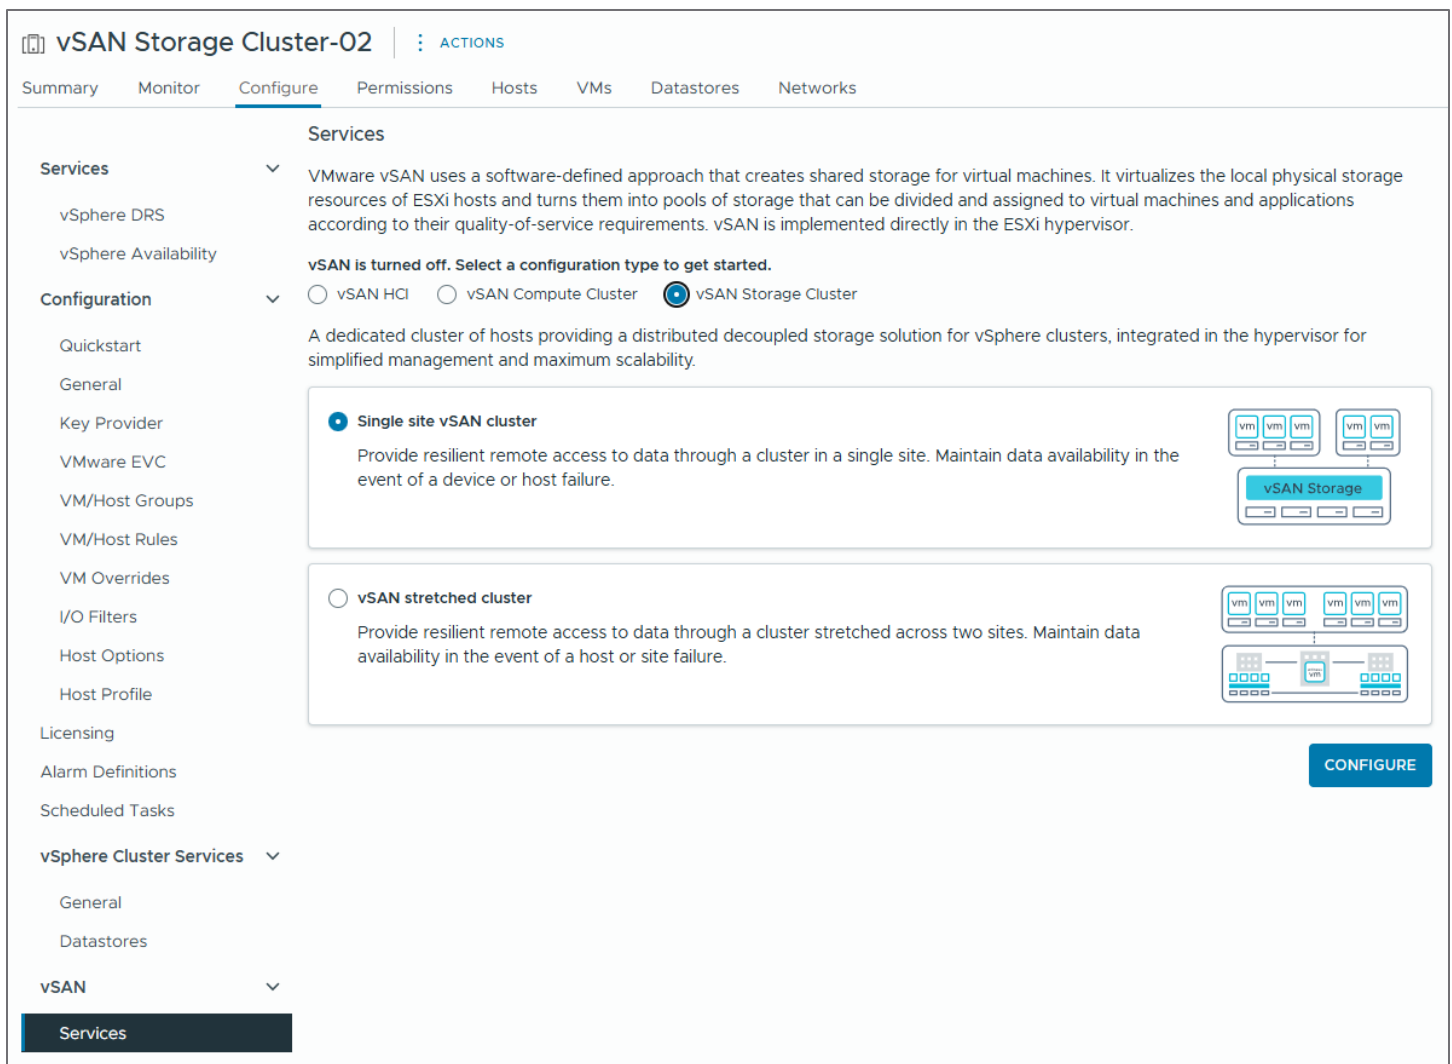 vSAN Storage Cluster-02
ACTIONS
Summary Monitor Configure Permissions Hosts VMs Datastores Networks
Services
vSphere DRS
vSphere Availability
Configuration
Quickstart
General
Key Provider
VMware EVC
VM/Host Groups
VM/Host Rules
VM Overrides
I/O Filters
Host Options
Host Profile
Licensing
Alarm Definitions
Scheduled Tasks
vSphere Cluster Services
General
Datastores
vSAN
Services
Services
VMware vSAN uses a software-defined approach that creates shared storage for virtual machines. It virtualizes the local physical storage
resources of ESXi hosts and turns them into pools of storage that can be divided and assigned to virtual machines and applications
according to their quality-of-service requirements. vSAN is implemented directly in the ESXi hypervisor.
vSAN is turned off. Select a configuration type to get started.
vSAN HCI vSAN Compute Cluster vSAN Storage Cluster
A dedicated cluster of hosts providing a distributed decoupled storage solution for vSphere clusters, integrated in the hypervisor for
simplified management and maximum scalability.
Single site vSAN cluster
Provide resilient remote access to data through a cluster in a single site. Maintain data availability in the
event of a device or host failure.
vm vm vm vm vm
vSAN Storage
vSAN stretched cluster
Provide resilient remote access to data through a cluster stretched across two sites. Maintain data
availability in the event of a host or site failure.
vm vm vm vm vm vm
vm
CONFIGURE